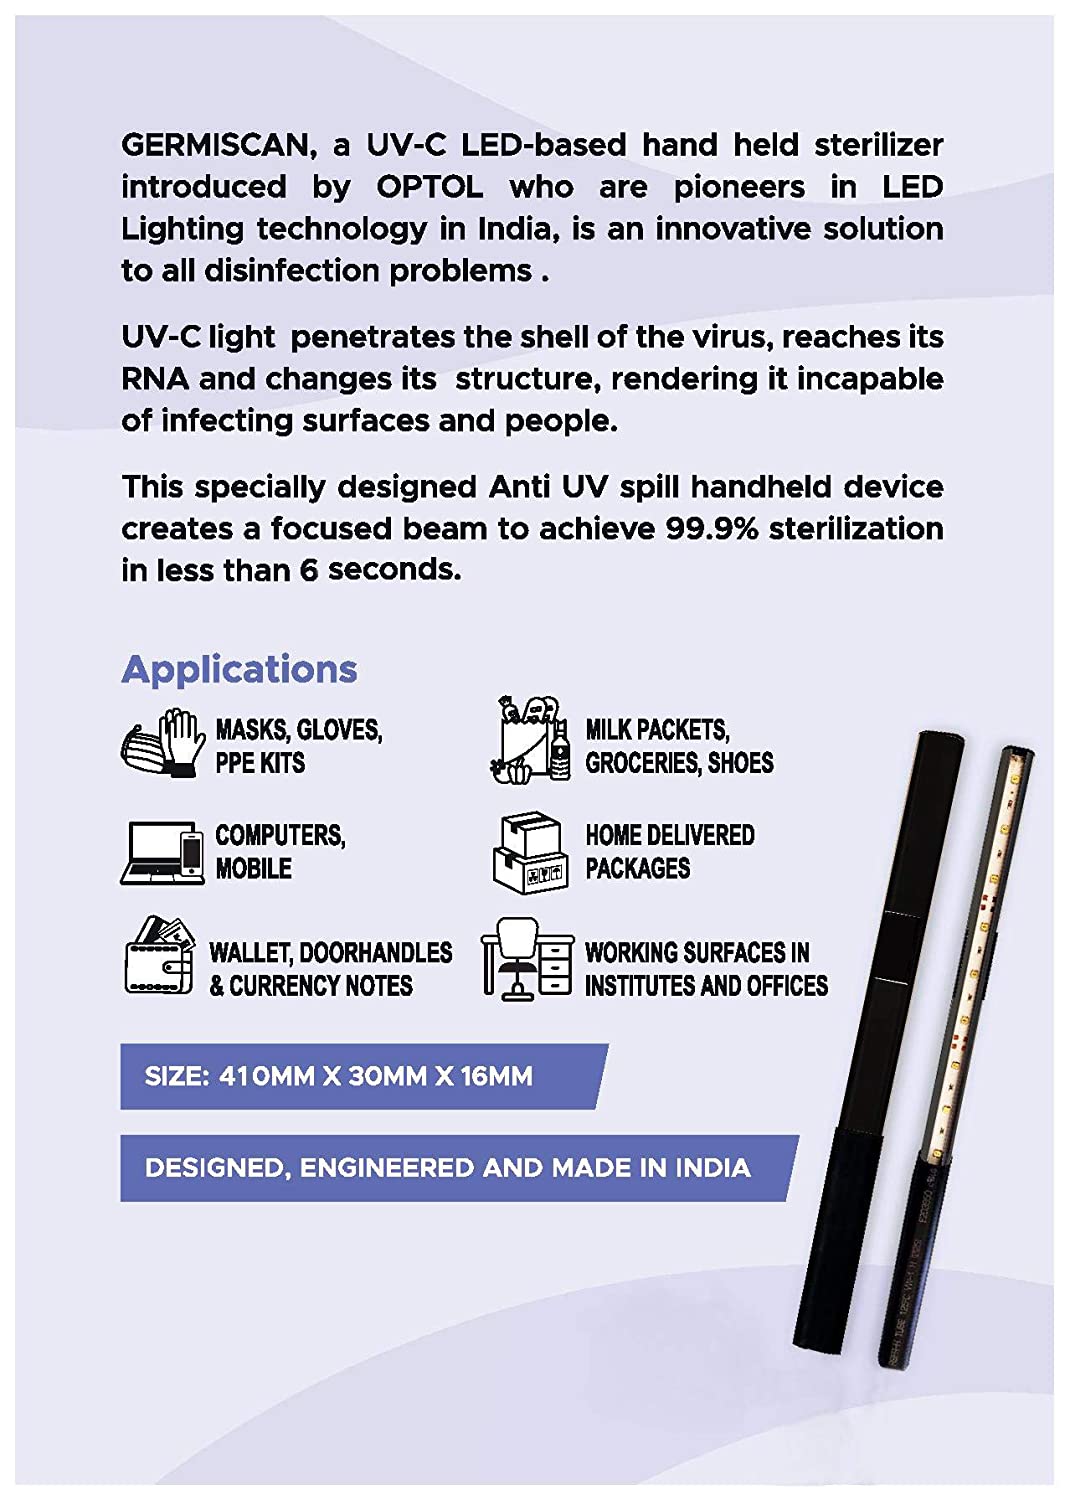 GERMISCAN, a UV-C LED-based hand held sterilizer
introduced by OPTOL who are pioneers in LED
Lighting technology in India, is an innovative solution
to all disinfection problems .
UV-C light penetrates the shell of the virus, reaches its
RNA and changes its structure, rendering it incapable
of infecting surfaces and people.
This specially designed Anti UV spill handheld device
creates a focused beam to achieve 99.9% sterilization
in less than 6 seconds.
Applications
MASKS, GLOVES,
PPE KITS
MILK PACKETS,
GROCERIES, SHOES
COMPUTERS,
MOBILE
HOME DELIVERED
PACKAGES
WALLET, DOORHANDLES
& CURRENCY NOTES
WORKING SURFACES IN
INSTITUTES AND OFFICES
SIZE: 410MM X 30MM X 16MM
DESIGNED, ENGINEERED AND MADE IN INDIA
TUBE 125°C VW-1